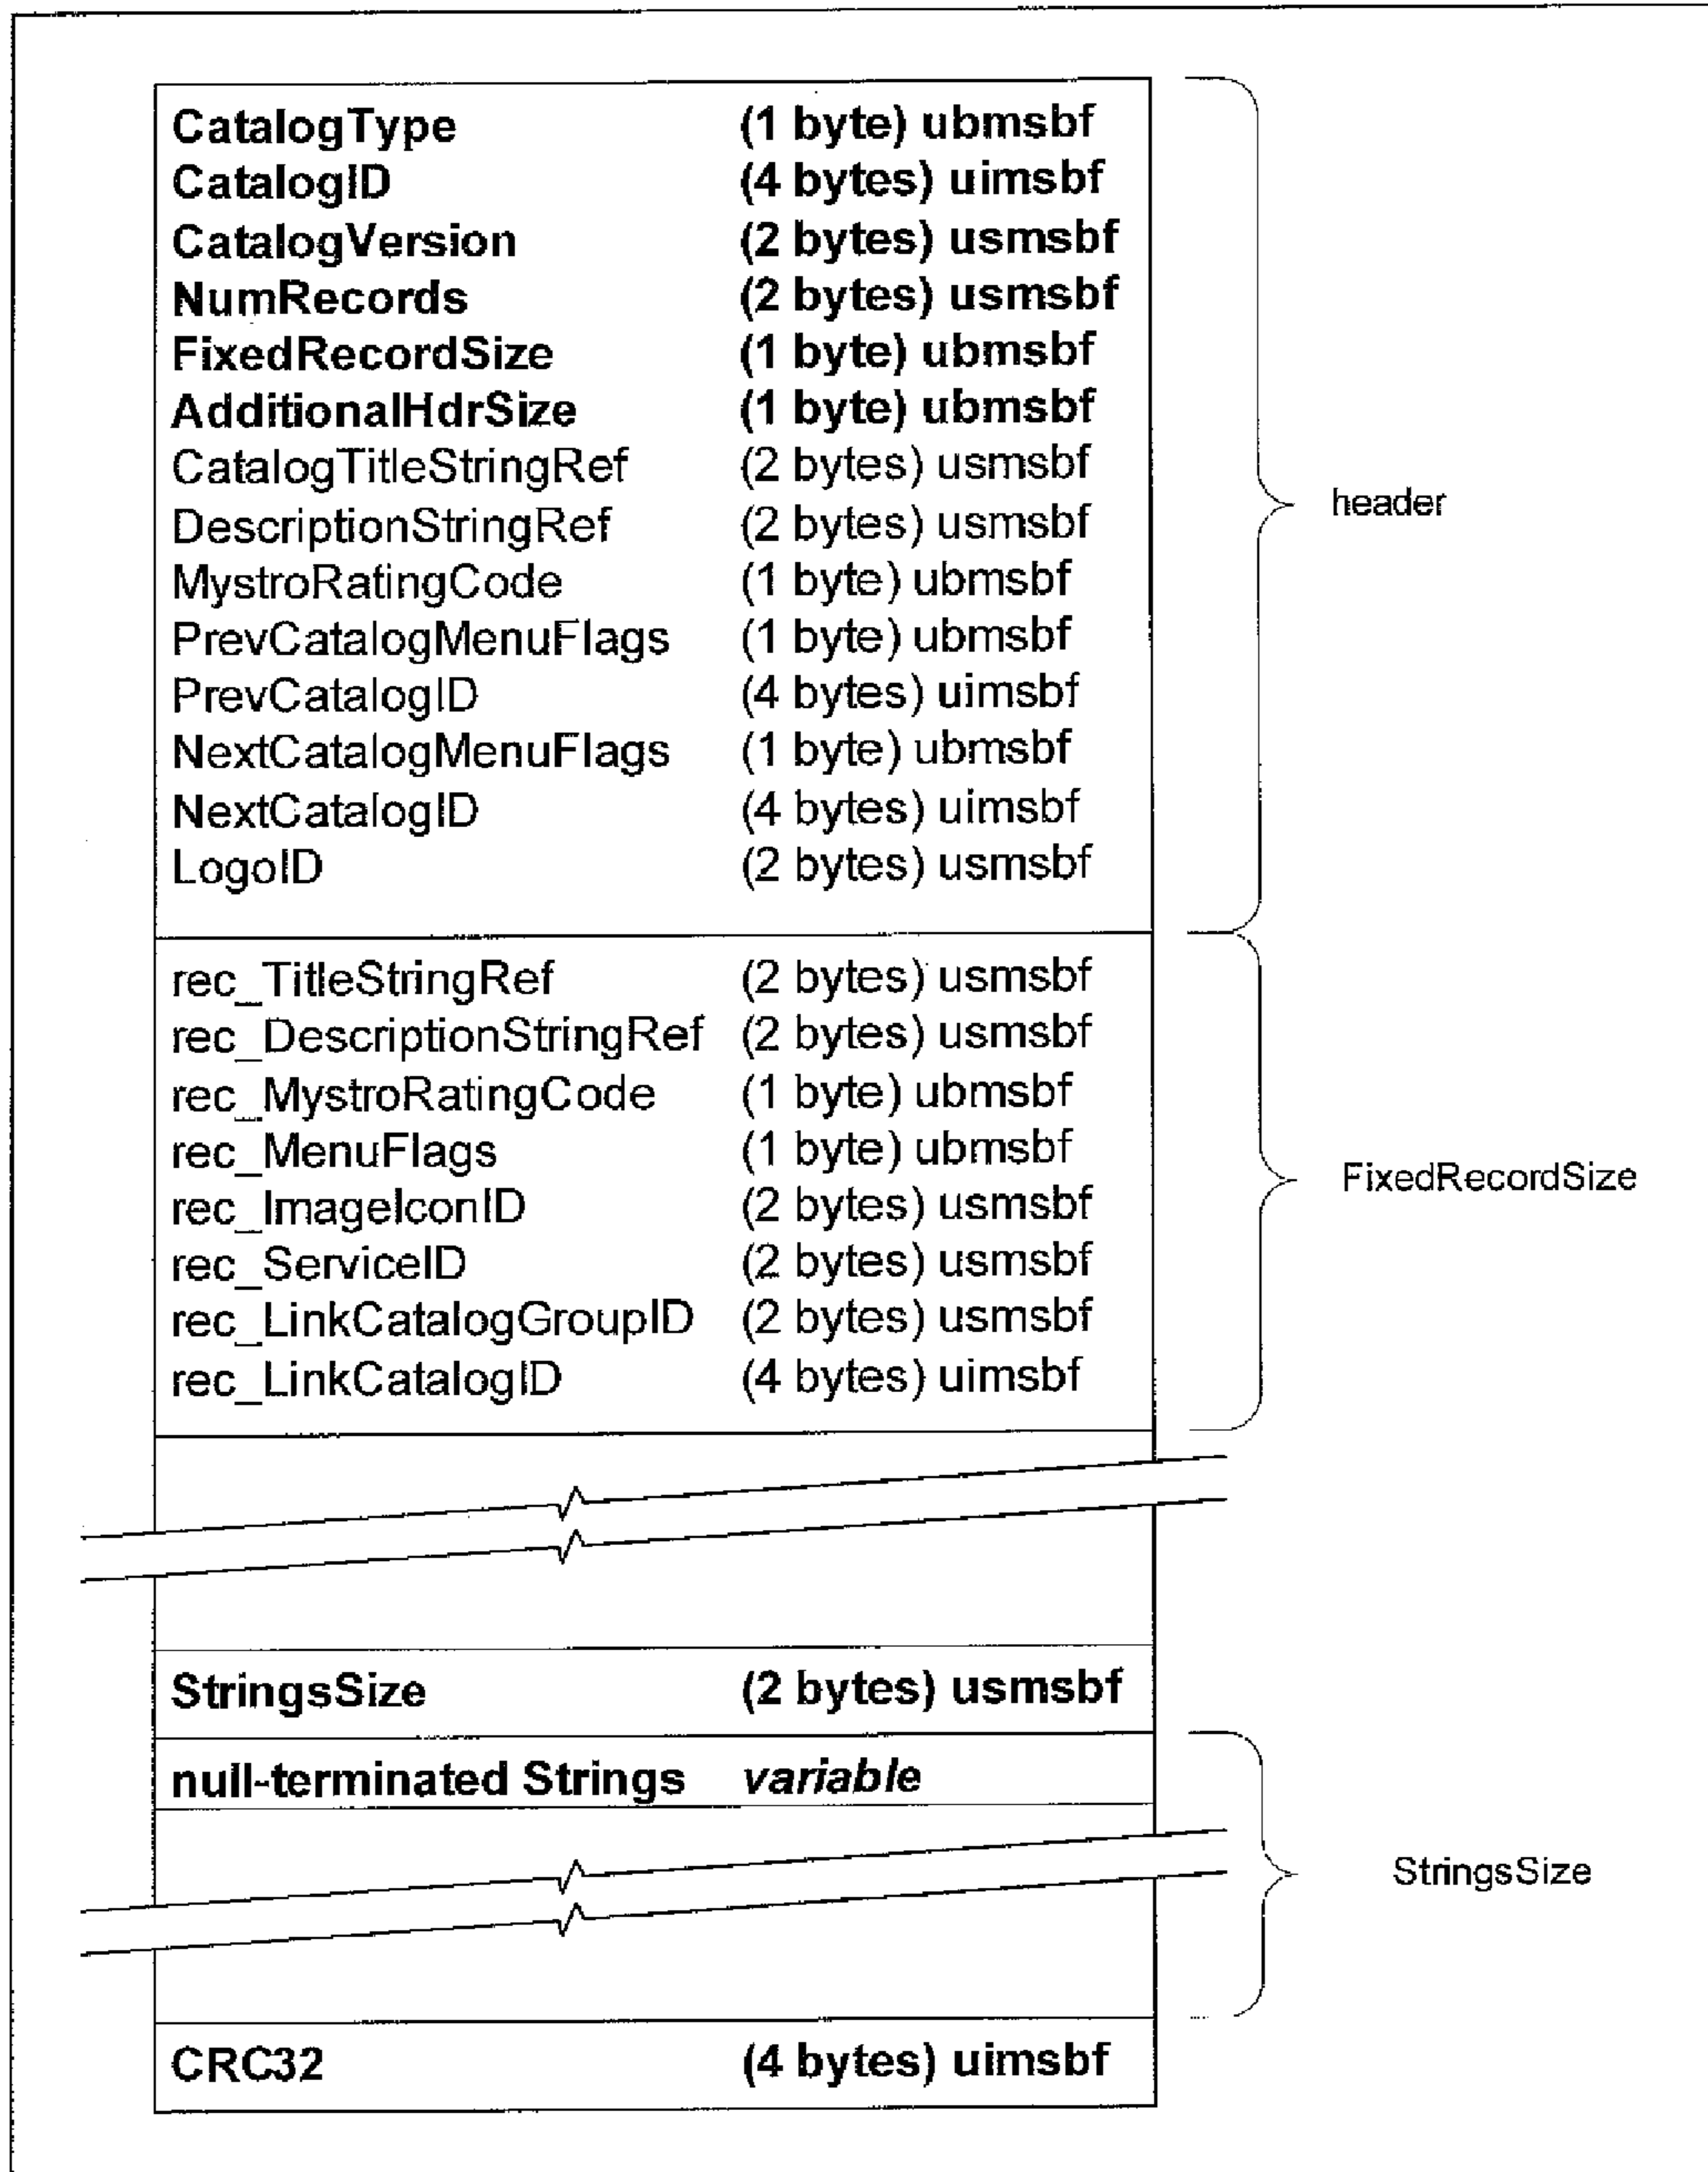 CatalogType (1 byte) ubmsbf
CatalogID (4 bytes) uimsbf
CatalogVersion (2 bytes) usmsbf
NumRecords (2 bytes) usmsbf
FixedRecordSize (1 byte) ubmsbf
AdditionalHdrSize (1 byte) ubmsbf
CatalogTitleStringRef (2 bytes) usmsbf
DescriptionStringRef (2 bytes) usmsbf
MystroRatingCode (1 byte) ubmsbf
PrevCatalogMenuFlags (1 byte) ubmsbf
PrevCatalogID (4 bytes) uimsbf
NextCatalogMenuFlags (1 byte) ubmsbf
NextCatalogID (4 bytes) uimsbf
LogoID (2 bytes) usmsbf
header
rec_TitleStringRef (2 bytes) usmsbf
rec_DescriptionStringRef (2 bytes) usmsbf
rec_MystroRatingCode (1 byte) ubmsbf
rec_MenuFlags (1 byte) ubmsbf
rec_ImageIconID (2 bytes) usmsbf
rec_ServiceID (2 bytes) usmsbf
rec_LinkCatalogGroupID (2 bytes) usmsbf
rec_LinkCatalogID (4 bytes) uimsbf
FixedRecordSize
StringsSize (2 bytes) usmsbf
null-terminated Strings variable
StringsSize
CRC32 (4 bytes) uimsbf